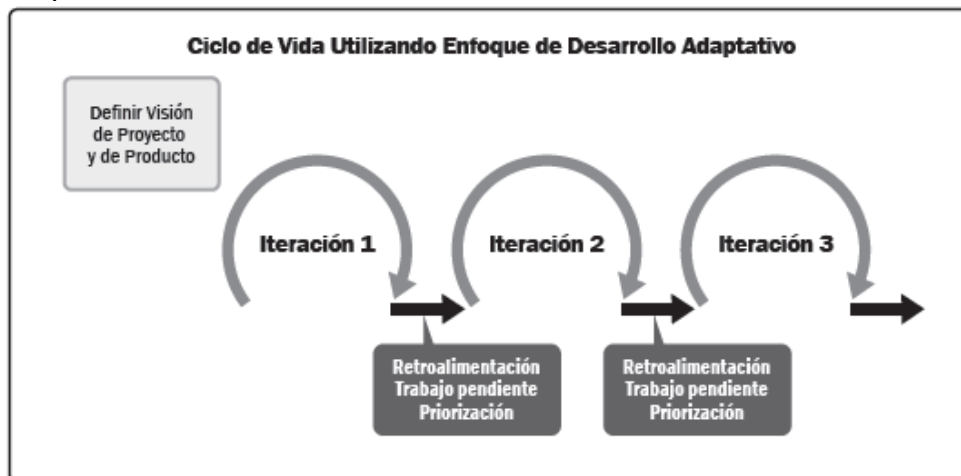 Ciclo de Vida Utilizando Enfoque de Desarrollo Adaptativo
Definir Visión
de Proyecto
y de Producto
Iteración 1
Iteración 2
Iteración 3
Retroalimentación
Trabajo pendiente
Priorización
Retroalimentación
Trabajo pendiente
Priorización